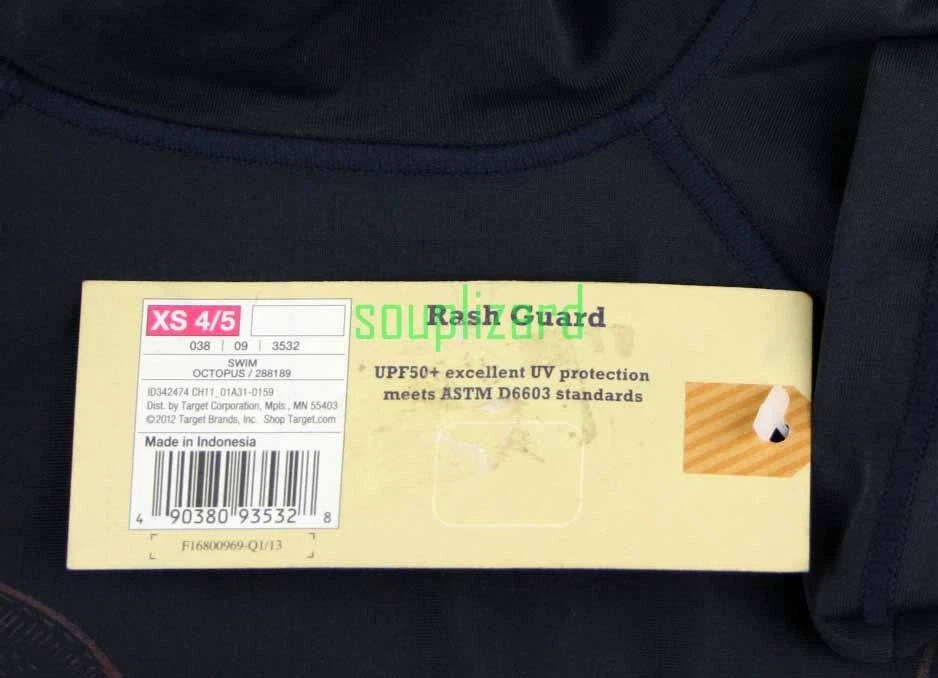 XS 4/5
038 | 09 | 3532
SWIM
OCTOPUS / 288189
ID342474 CH11_01A31-0159
Dist. by Target Corporation, Mpls., MN 55403
©2012 Target Brands, Inc. Shop Target.com
Made in Indonesia
4 90380 93532 8
F16800969-Q1/13
souplizard
Rash Guard
UPF50+ excellent UV protection
meets ASTM D6603 standards